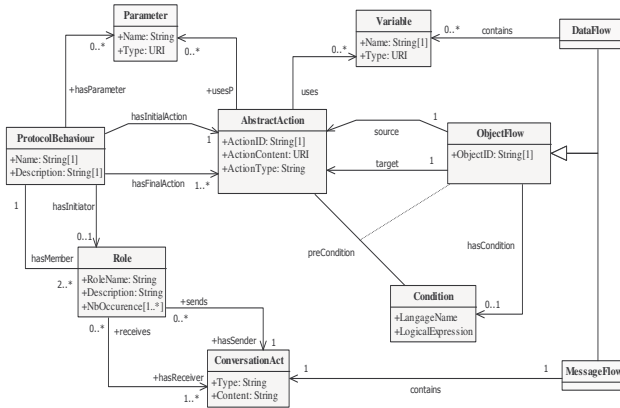 Parameter
+Name: String
+Type: URI
Variable
+Name: String[1]
+Type: URI
DataFlow
contains
0..*
0..*
0..*
0..*
+hasParameter
+usesP
uses
hasInitialAction
1
AbstractAction
+ActionID: String[1]
+ActionContent: URI
+ActionType: String
source
1
target
1
ObjectFlow
+ObjectID: String[1]
ProtocolBehaviour
+Name: String[1]
+Description: String[1]
hasFinalAction
1..*
1
hasInitiator
0..1
hasMember
2..*
preCondition
hasCondition
0..1
Role
+RoleName: String
+Description: String
+NbOccurence[1..*]
0..*
+receives
+sends
0..*
+hasSender
1
Condition
+LangageName
+LogicalExpression
+hasReceiver
1..*
ConversationAct
+Type: String
+Content: String
1
contains
1
MessageFlow